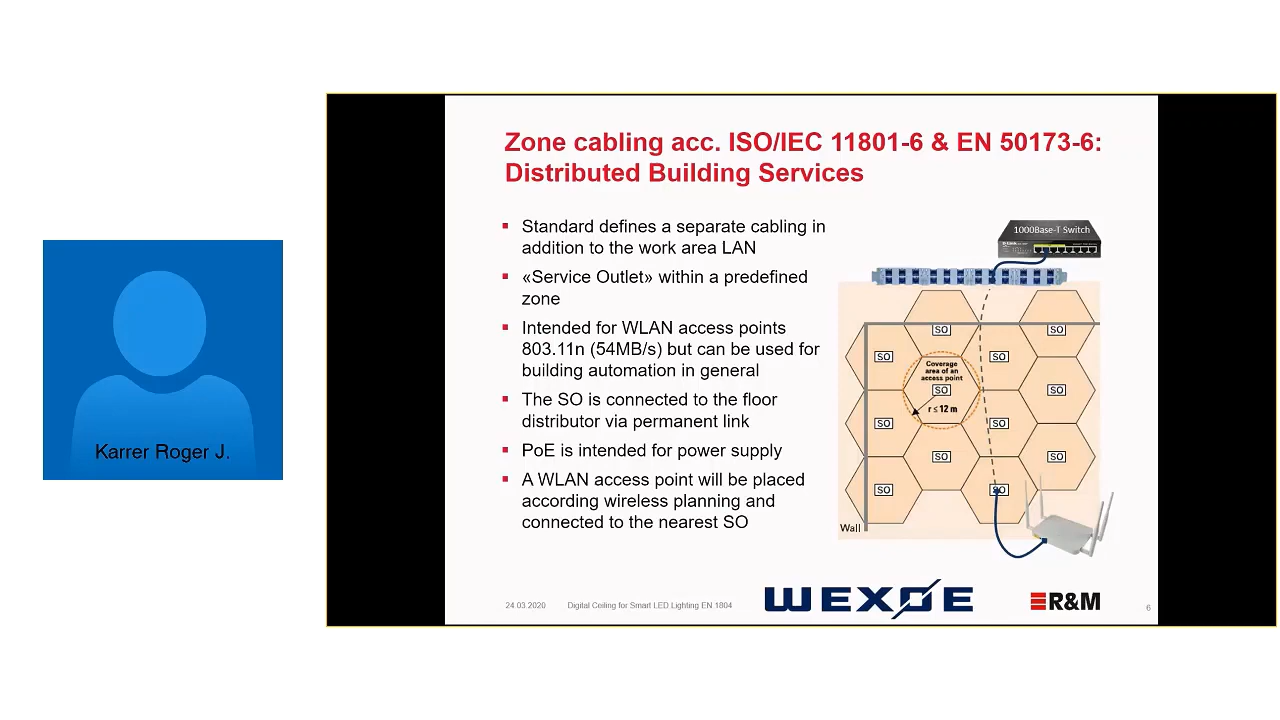 Zone cabling acc. ISO/IEC 11801-6 & EN 50173-6:
Distributed Building Services
▪ Standard defines a separate cabling in
addition to the work area LAN
▪ «Service Outlet» within a predefined
zone
▪ Intended for WLAN access points
803.11n (54MB/s) but can be used for
building automation in general
▪ The SO is connected to the floor
distributor via permanent link
▪ PoE is intended for power supply
▪ A WLAN access point will be placed
according wireless planning and
connected to the nearest SO
1000Base-T Switch
SO
SO
SO
SO
Coverage
area of an
access point
SO
SO
r ≤ 12 m
SO
SO
SO
SO
SO
SO
Wall
Karrer Roger J.
24.03.2020
Digital Ceiling for Smart LED Lighting EN 1804
WEXØE
R&M
6